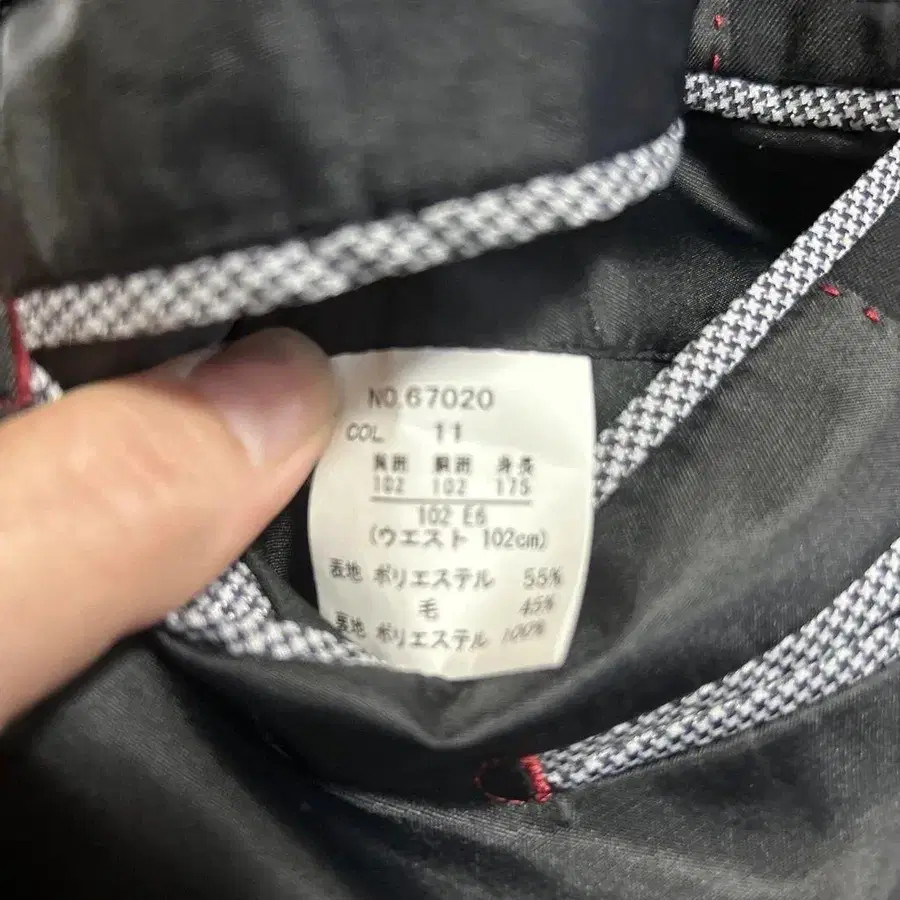 NO.67020
COL 11
胸囲 胴囲 身長
102 102 175
102 E6
(ウエスト 102cm)
表地 ポリエステル 55%
毛 45%
裏地 ポリエステル 100%